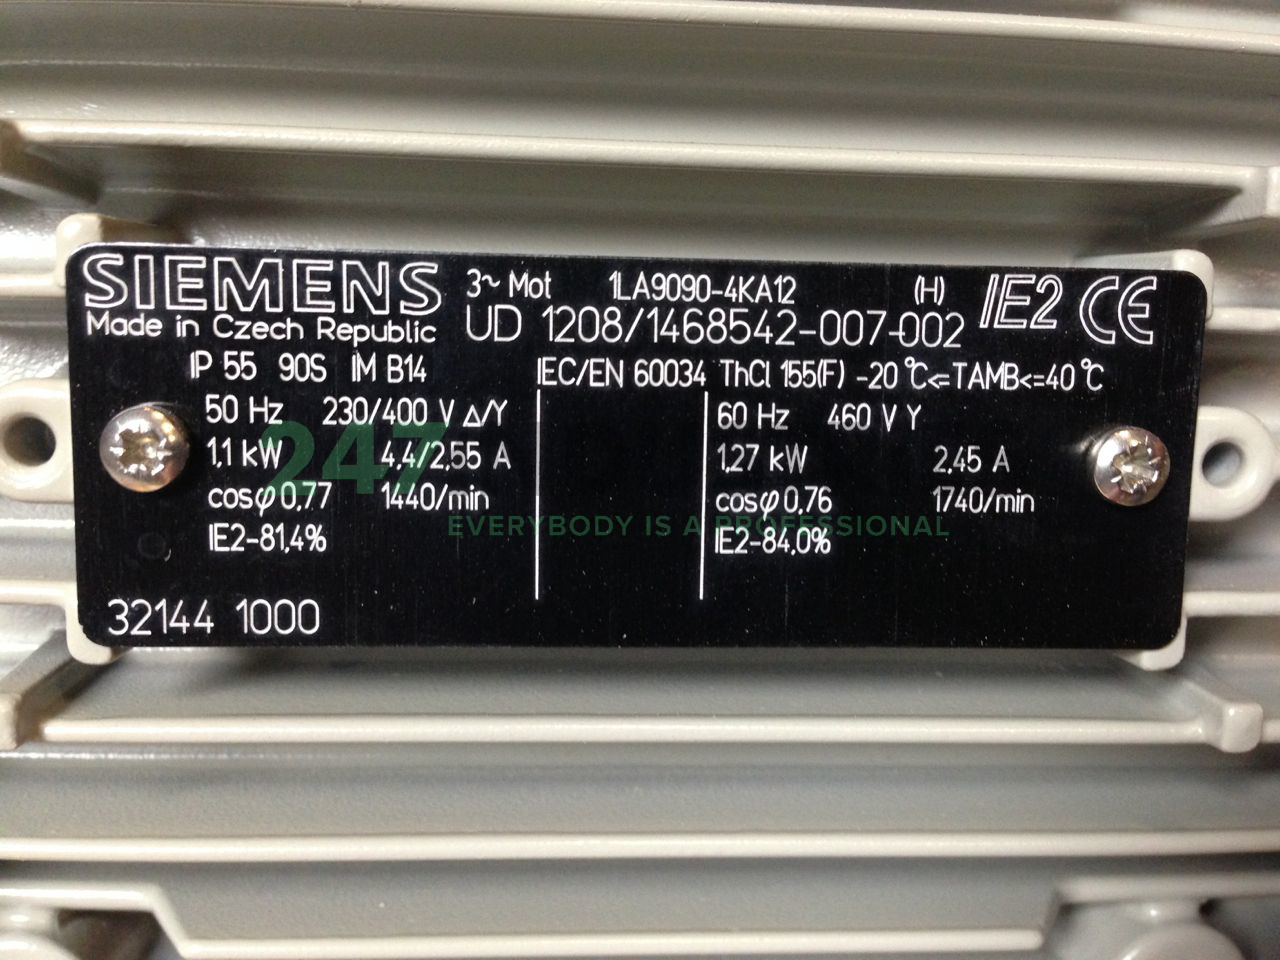 SIEMENS 3~ Mot 1LA9090-4KA12 (H) IE2 CE
Made in Czech Republic UD 1208/1468542-007-002
IP 55 90S IM B14 IEC/EN 60034 ThCl 155(F) -20 °C<=TAMB<=40 °C
50 Hz 230/400 V Δ/Y
1,1 kW 4,4/2,55 A
cosφ 0,77 1440/min
IE2-81,4%
60 Hz 460 V Y
1,27 kW 2,45 A
cosφ 0,76 1740/min
IE2-84,0%
32144 1000
247
EVERYBODY IS A PROFESSIONAL